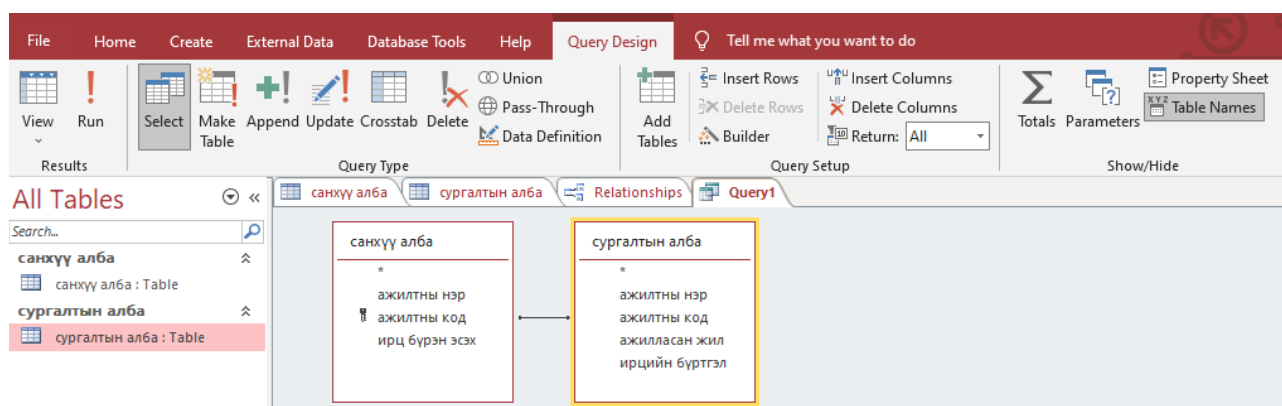 File Home Create External Data Database Tools Help Query Design Tell me what you want to do
View Run Select Make Table Append Update Crosstab Delete Union Pass-Through Data Definition Add Tables Insert Rows Delete Rows Builder Insert Columns Delete Columns Return: All Totals Parameters Property Sheet Table Names
Results Query Type Query Setup Show/Hide
All Tables
Search...
санхүү алба
санхүү алба : Table
сургалтын алба
сургалтын алба : Table
санхүү алба сургалтын алба Relationships Query1
санхүү алба
*
ажилтны нэр
ажилтны код
ирц бүрэн эсэх
сургалтын алба
*
ажилтны нэр
ажилтны код
ажилласан жил
ирцийн бүртгэл